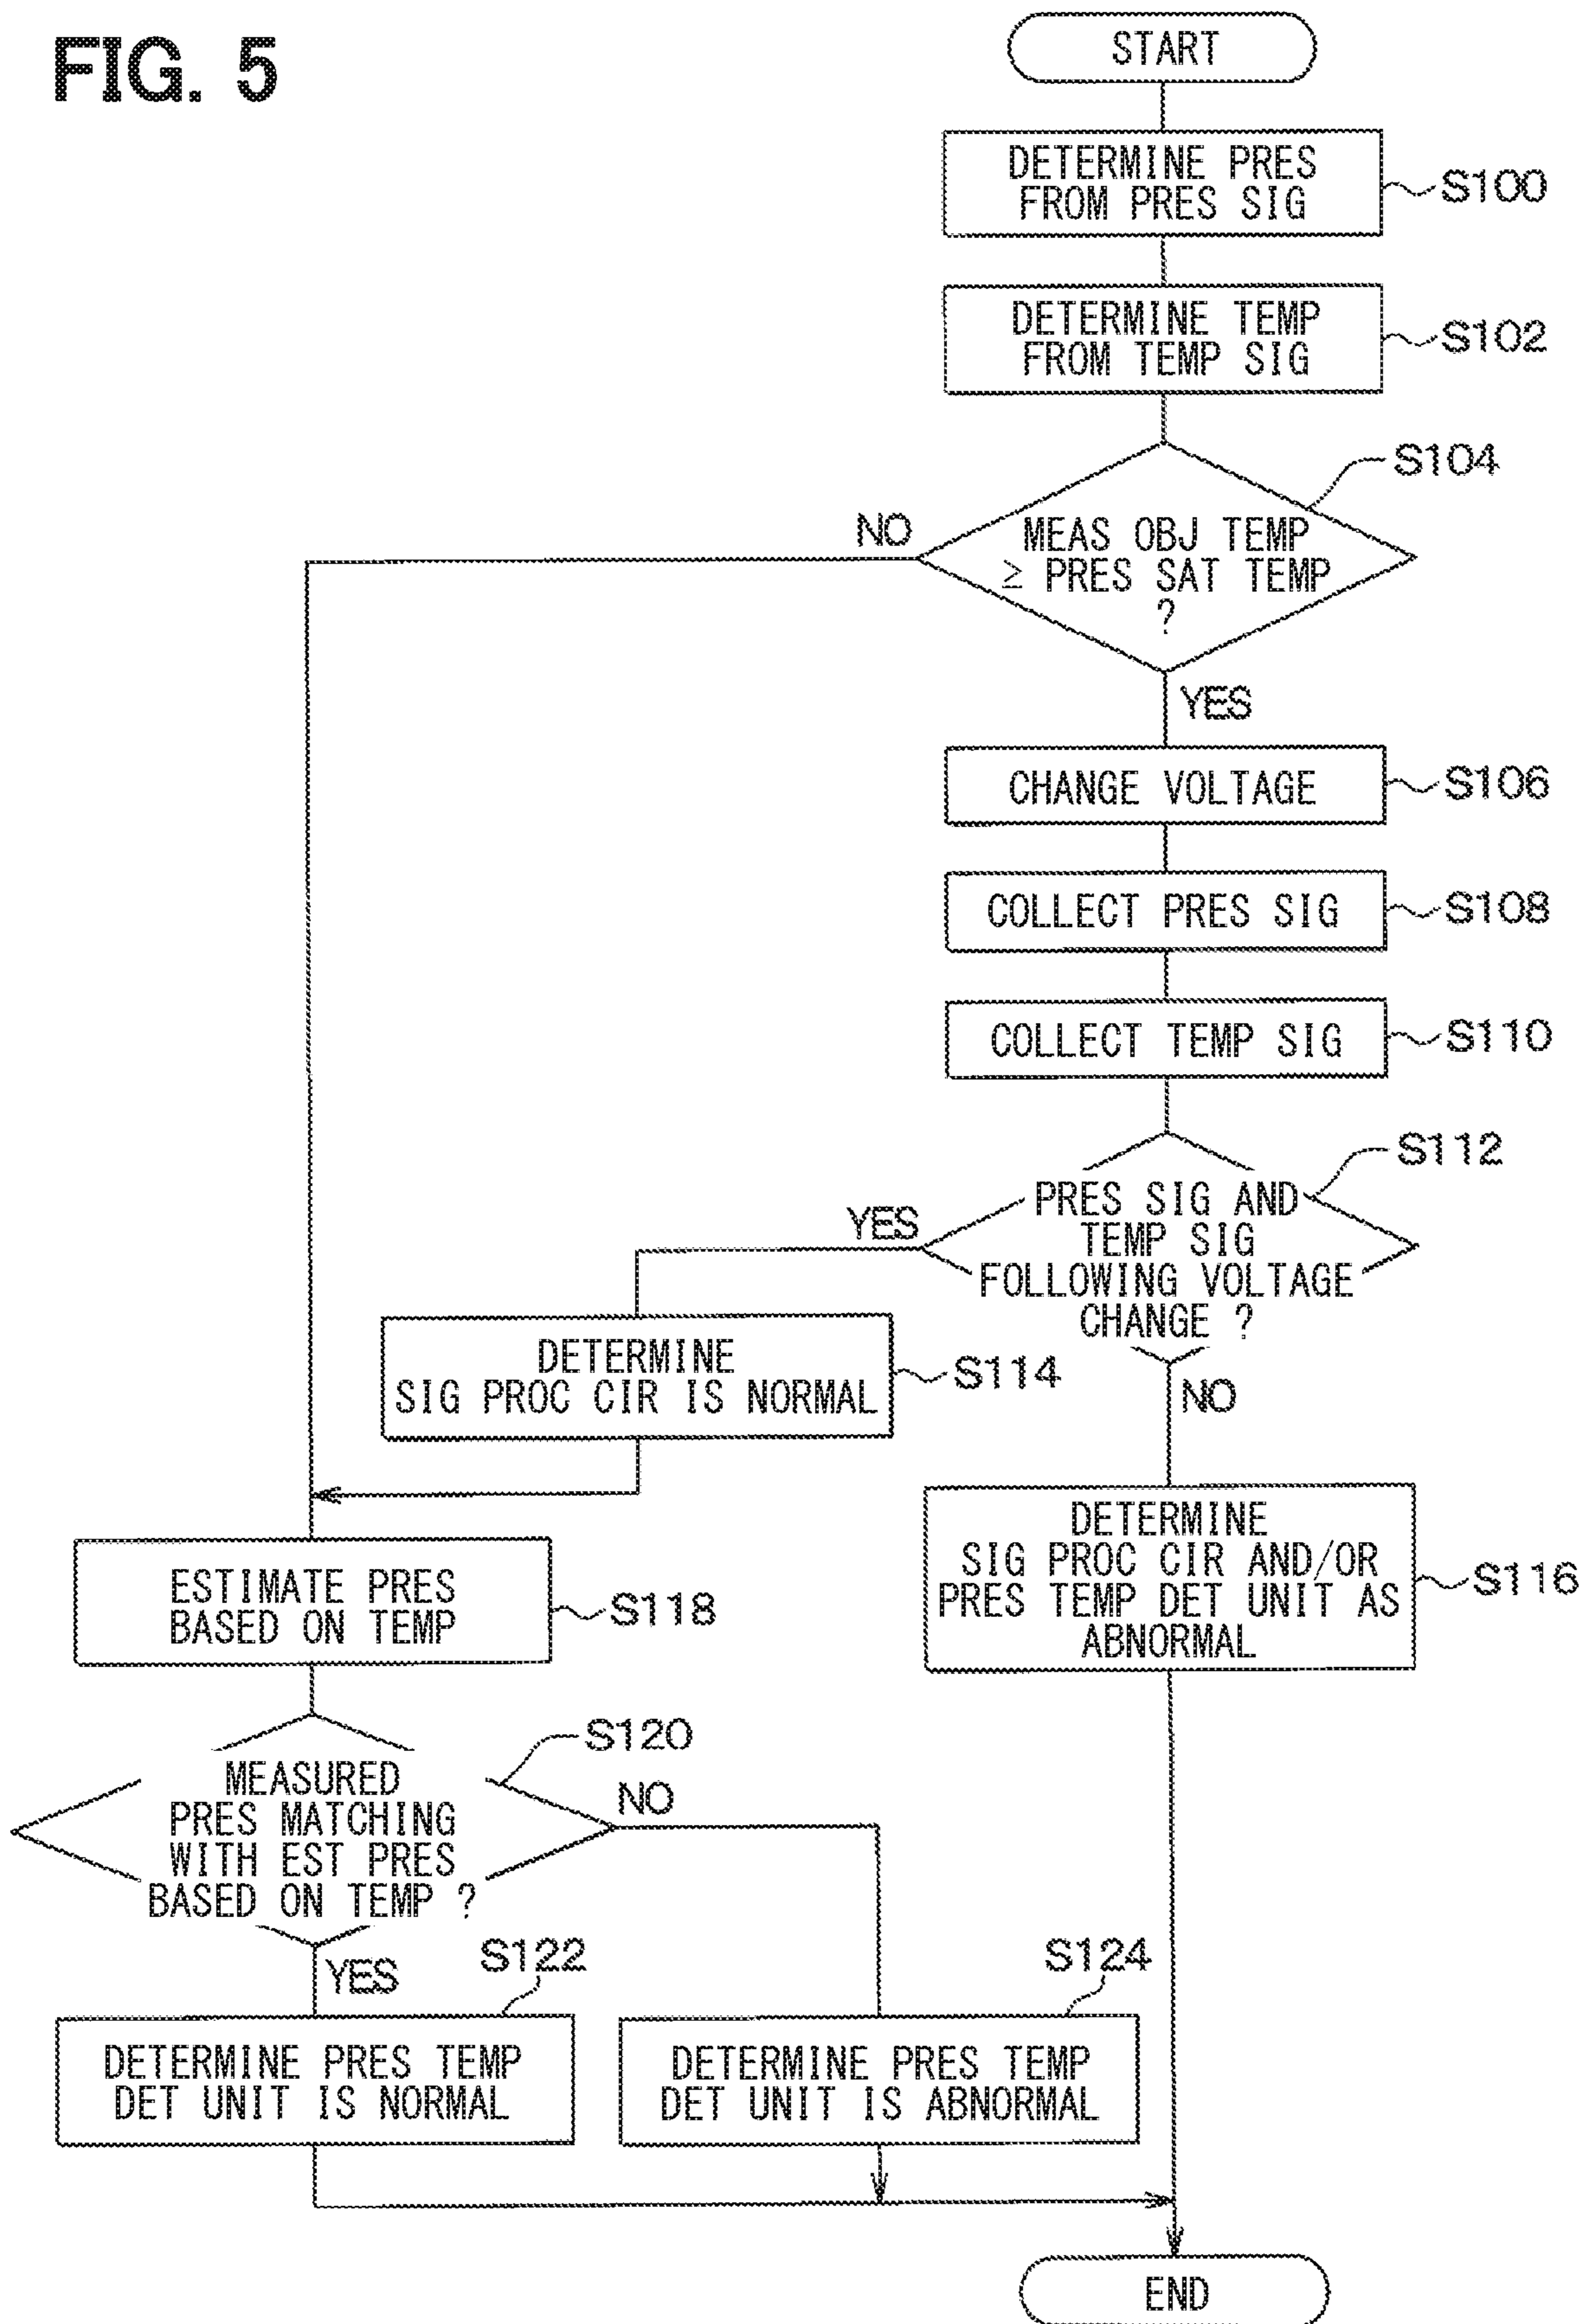 FIG. 5
START
DETERMINE PRES
FROM PRES SIG
S100
DETERMINE TEMP
FROM TEMP SIG
S102
S104
NO
MEAS OBJ TEMP
≥ PRES SAT TEMP
?
YES
CHANGE VOLTAGE
S106
COLLECT PRES SIG
S108
COLLECT TEMP SIG
S110
S112
YES
PRES SIG AND
TEMP SIG
FOLLOWING VOLTAGE
CHANGE ?
NO
DETERMINE
SIG PROC CIR IS NORMAL
S114
DETERMINE
SIG PROC CIR AND/OR
PRES TEMP DET UNIT AS
ABNORMAL
S116
ESTIMATE PRES
BASED ON TEMP
S118
S120
MEASURED
PRES MATCHING
WITH EST PRES
BASED ON TEMP ?
NO
YES
S122
DETERMINE PRES TEMP
DET UNIT IS NORMAL
S124
DETERMINE PRES TEMP
DET UNIT IS ABNORMAL
END